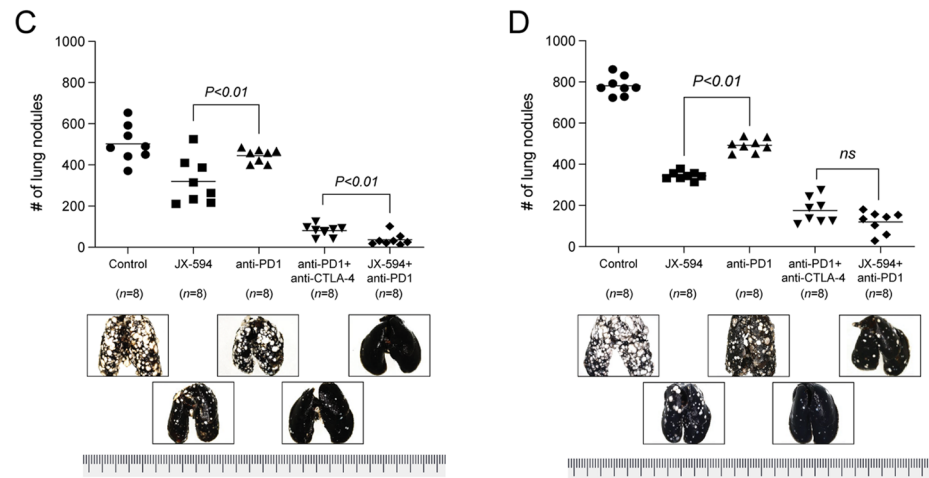 C
# of lung nodules
1000
800
600
400
200
0
P<0.01
P<0.01
Control
JX-594
anti-PD1
anti-PD1+
anti-CTLA-4
JX-594+
anti-PD1
(n=8)
(n=8)
(n=8)
(n=8)
(n=8)
D
# of lung nodules
1000
800
600
400
200
0
P<0.01
ns
Control
JX-594
anti-PD1
anti-PD1+
anti-CTLA-4
JX-594+
anti-PD1
(n=8)
(n=8)
(n=8)
(n=8)
(n=8)